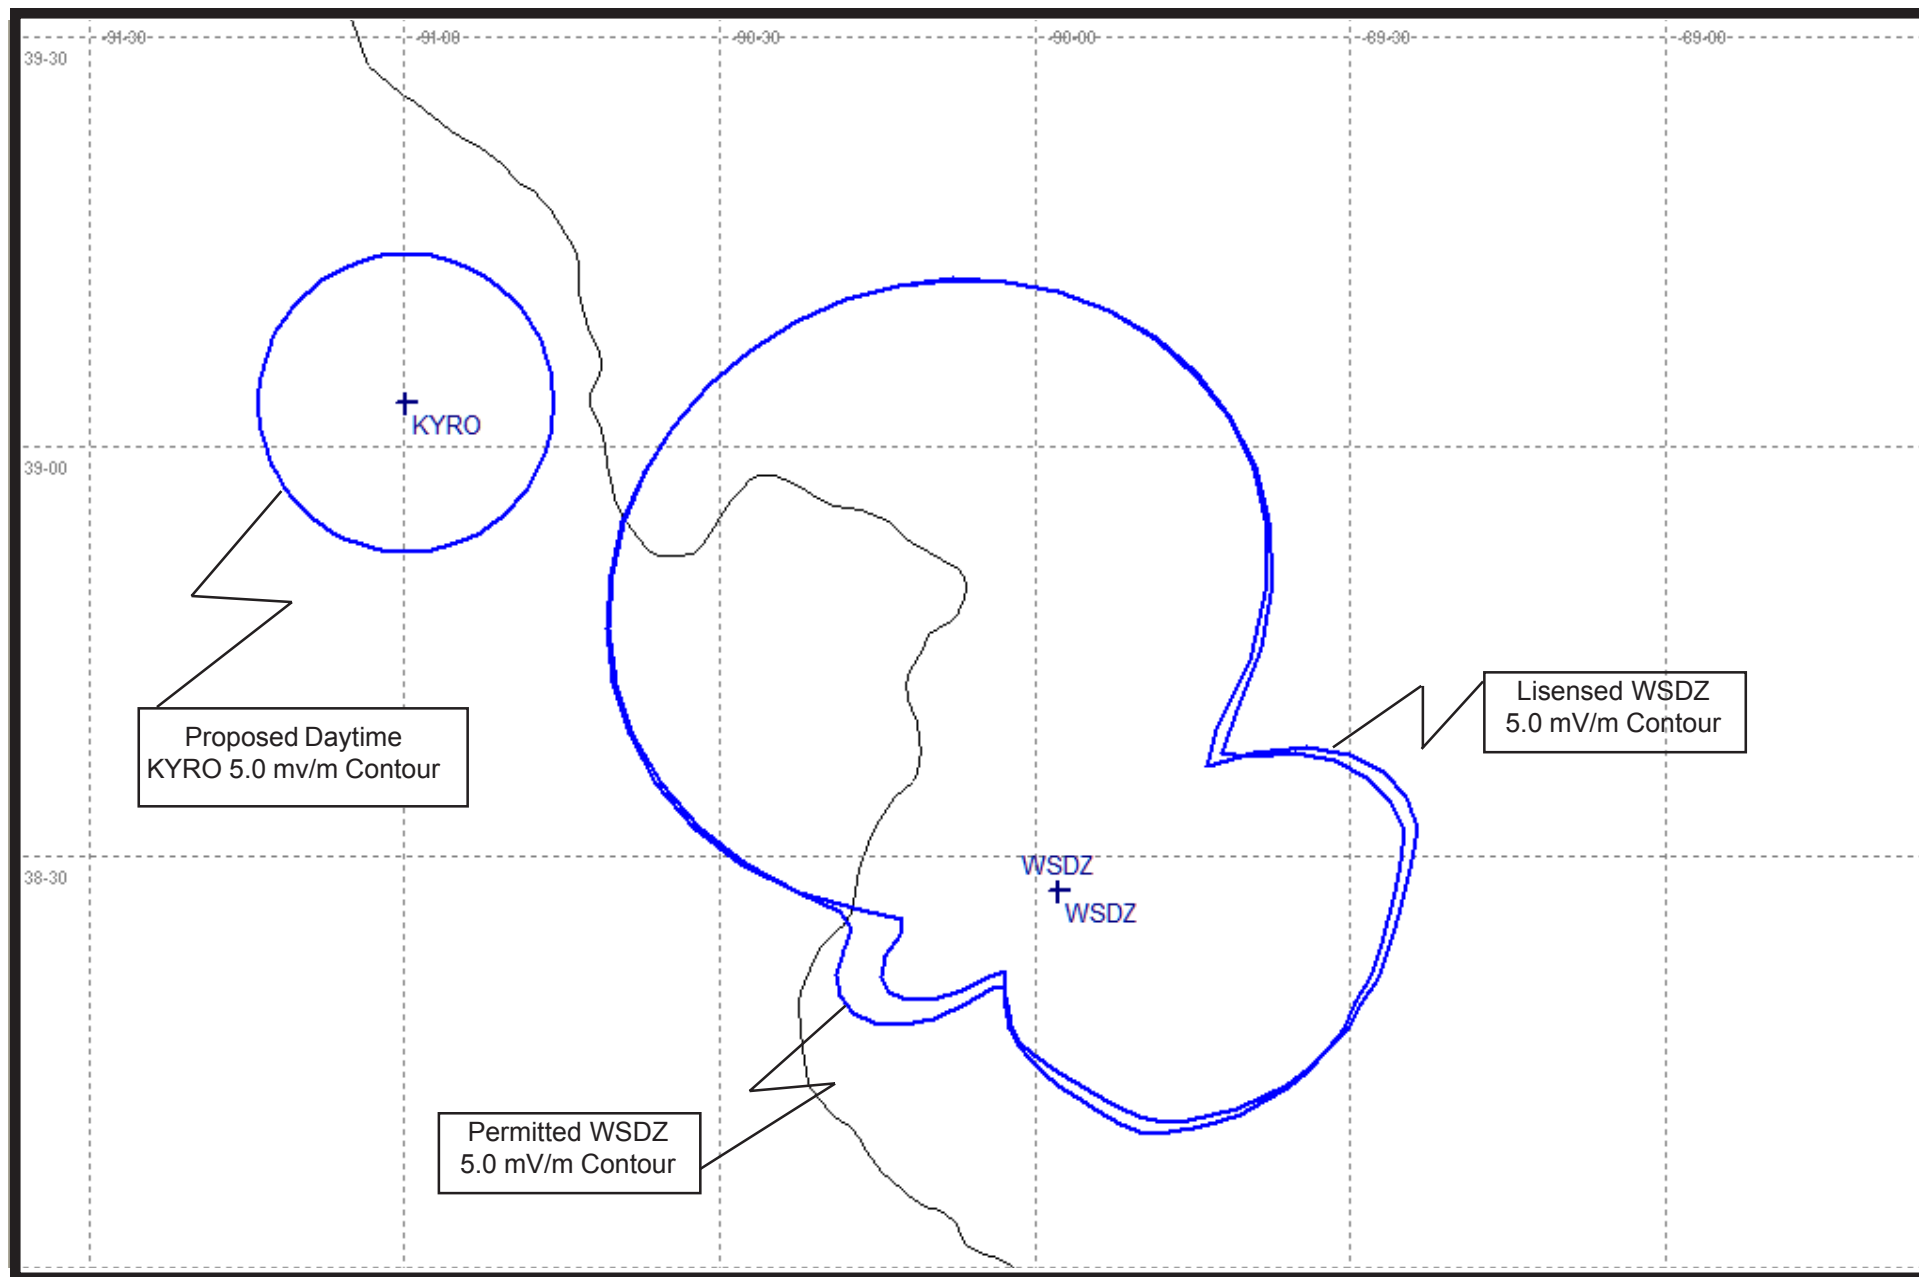 -91-30 -91-00 -90-30 -90-00 -89-30 -89-00
39-30
KYRO
39-00
Lisensed WSDZ
5.0 mV/m Contour
Proposed Daytime
KYRO 5.0 mv/m Contour
WSDZ
38-30
WSDZ
Permitted WSDZ
5.0 mV/m Contour